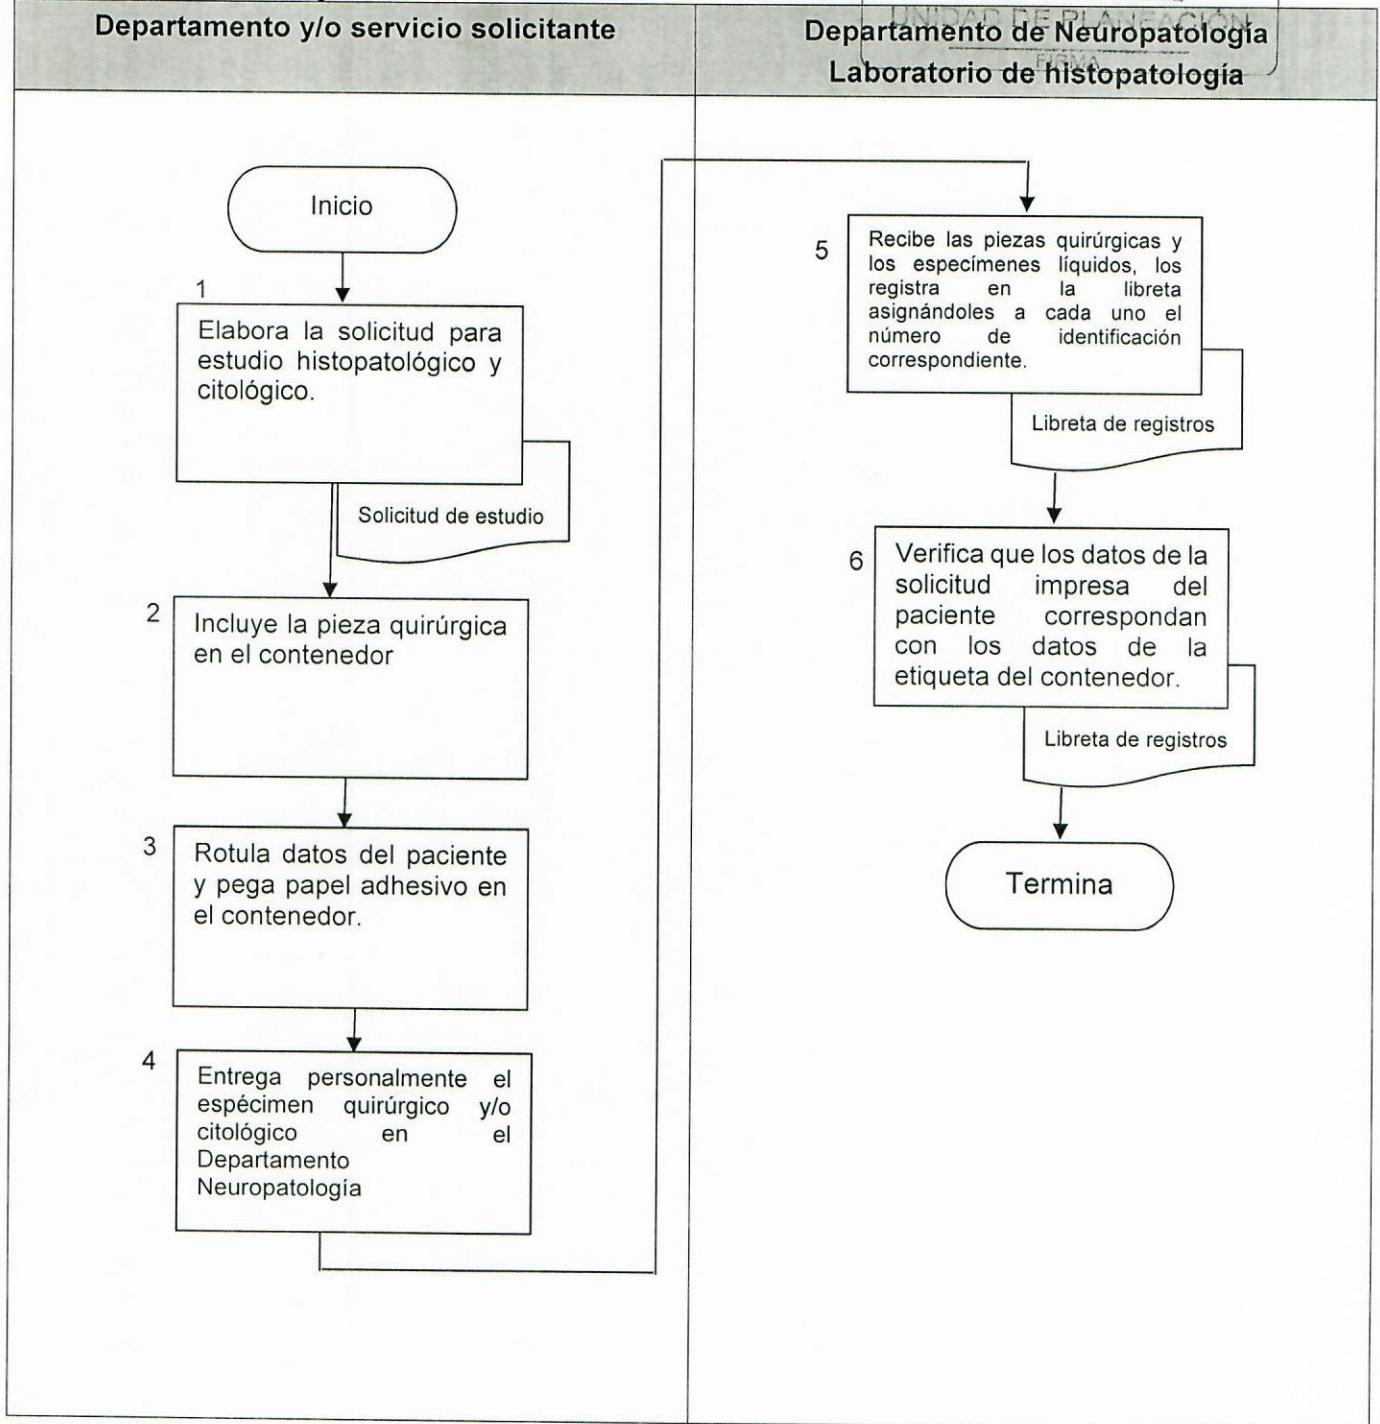 Departamento y/o servicio solicitante
UNIDAD DE PLANEACIÓN
Departamento de Neuropatología
FIRMA
Laboratorio de histopatología
Inicio
1
Elabora la solicitud para
estudio histopatológico y
citológico.
Solicitud de estudio
2
Incluye la pieza quirúrgica
en el contenedor
3
Rotula datos del paciente
y pega papel adhesivo en
el contenedor.
4
Entrega personalmente el
espécimen quirúrgico y/o
citológico en el
Departamento
Neuropatología
5
Recibe las piezas quirúrgicas y
los especímenes líquidos, los
registra en la libreta
asignándoles a cada uno el
número de identificación
correspondiente.
Libreta de registros
6
Verifica que los datos de la
solicitud impresa del
paciente correspondan
con los datos de la
etiqueta del contenedor.
Libreta de registros
Termina